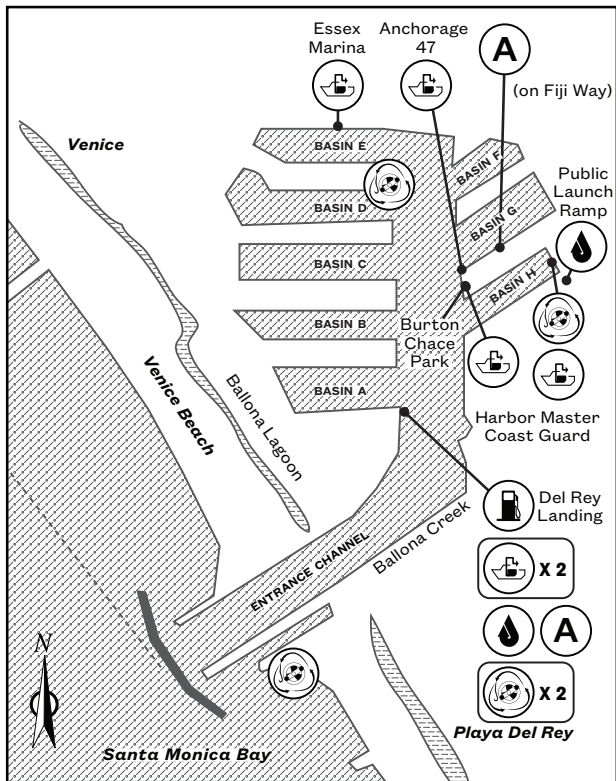 Essex
Marina
Anchorage
47
A
(on Fiji Way)
Venice
BASIN E
BASIN F
Public
Launch
Ramp
BASIN D
BASIN G
BASIN C
BASIN H
BASIN B
Burton
Chace
Park
Venice Beach
Ballona Lagoon
BASIN A
Harbor Master
Coast Guard
Del Rey
Landing
ENTRANCE CHANNEL
Ballona Creek
X 2
A
N
X 2
Playa Del Rey
Santa Monica Bay